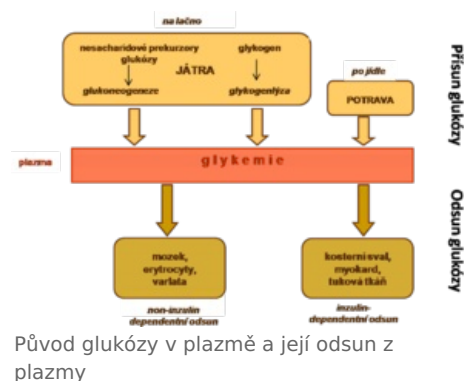 na lačno
nesacharidové prekurzory
glukózy
glykogen
JÁTRA
glukoneogeneze
glykogenlýza
po jídle
POTRAVA
Přísun glukózy
plazma
glykemie
Odsun glukózy
mozek,
erytrocyty,
varlata
kosterní sval,
myokard,
tuková tkáň
non-inzulin
dependentní odsun
inzulin-
dependentní odsun
Původ glukózy v plazmě a její odsun z
plazmy